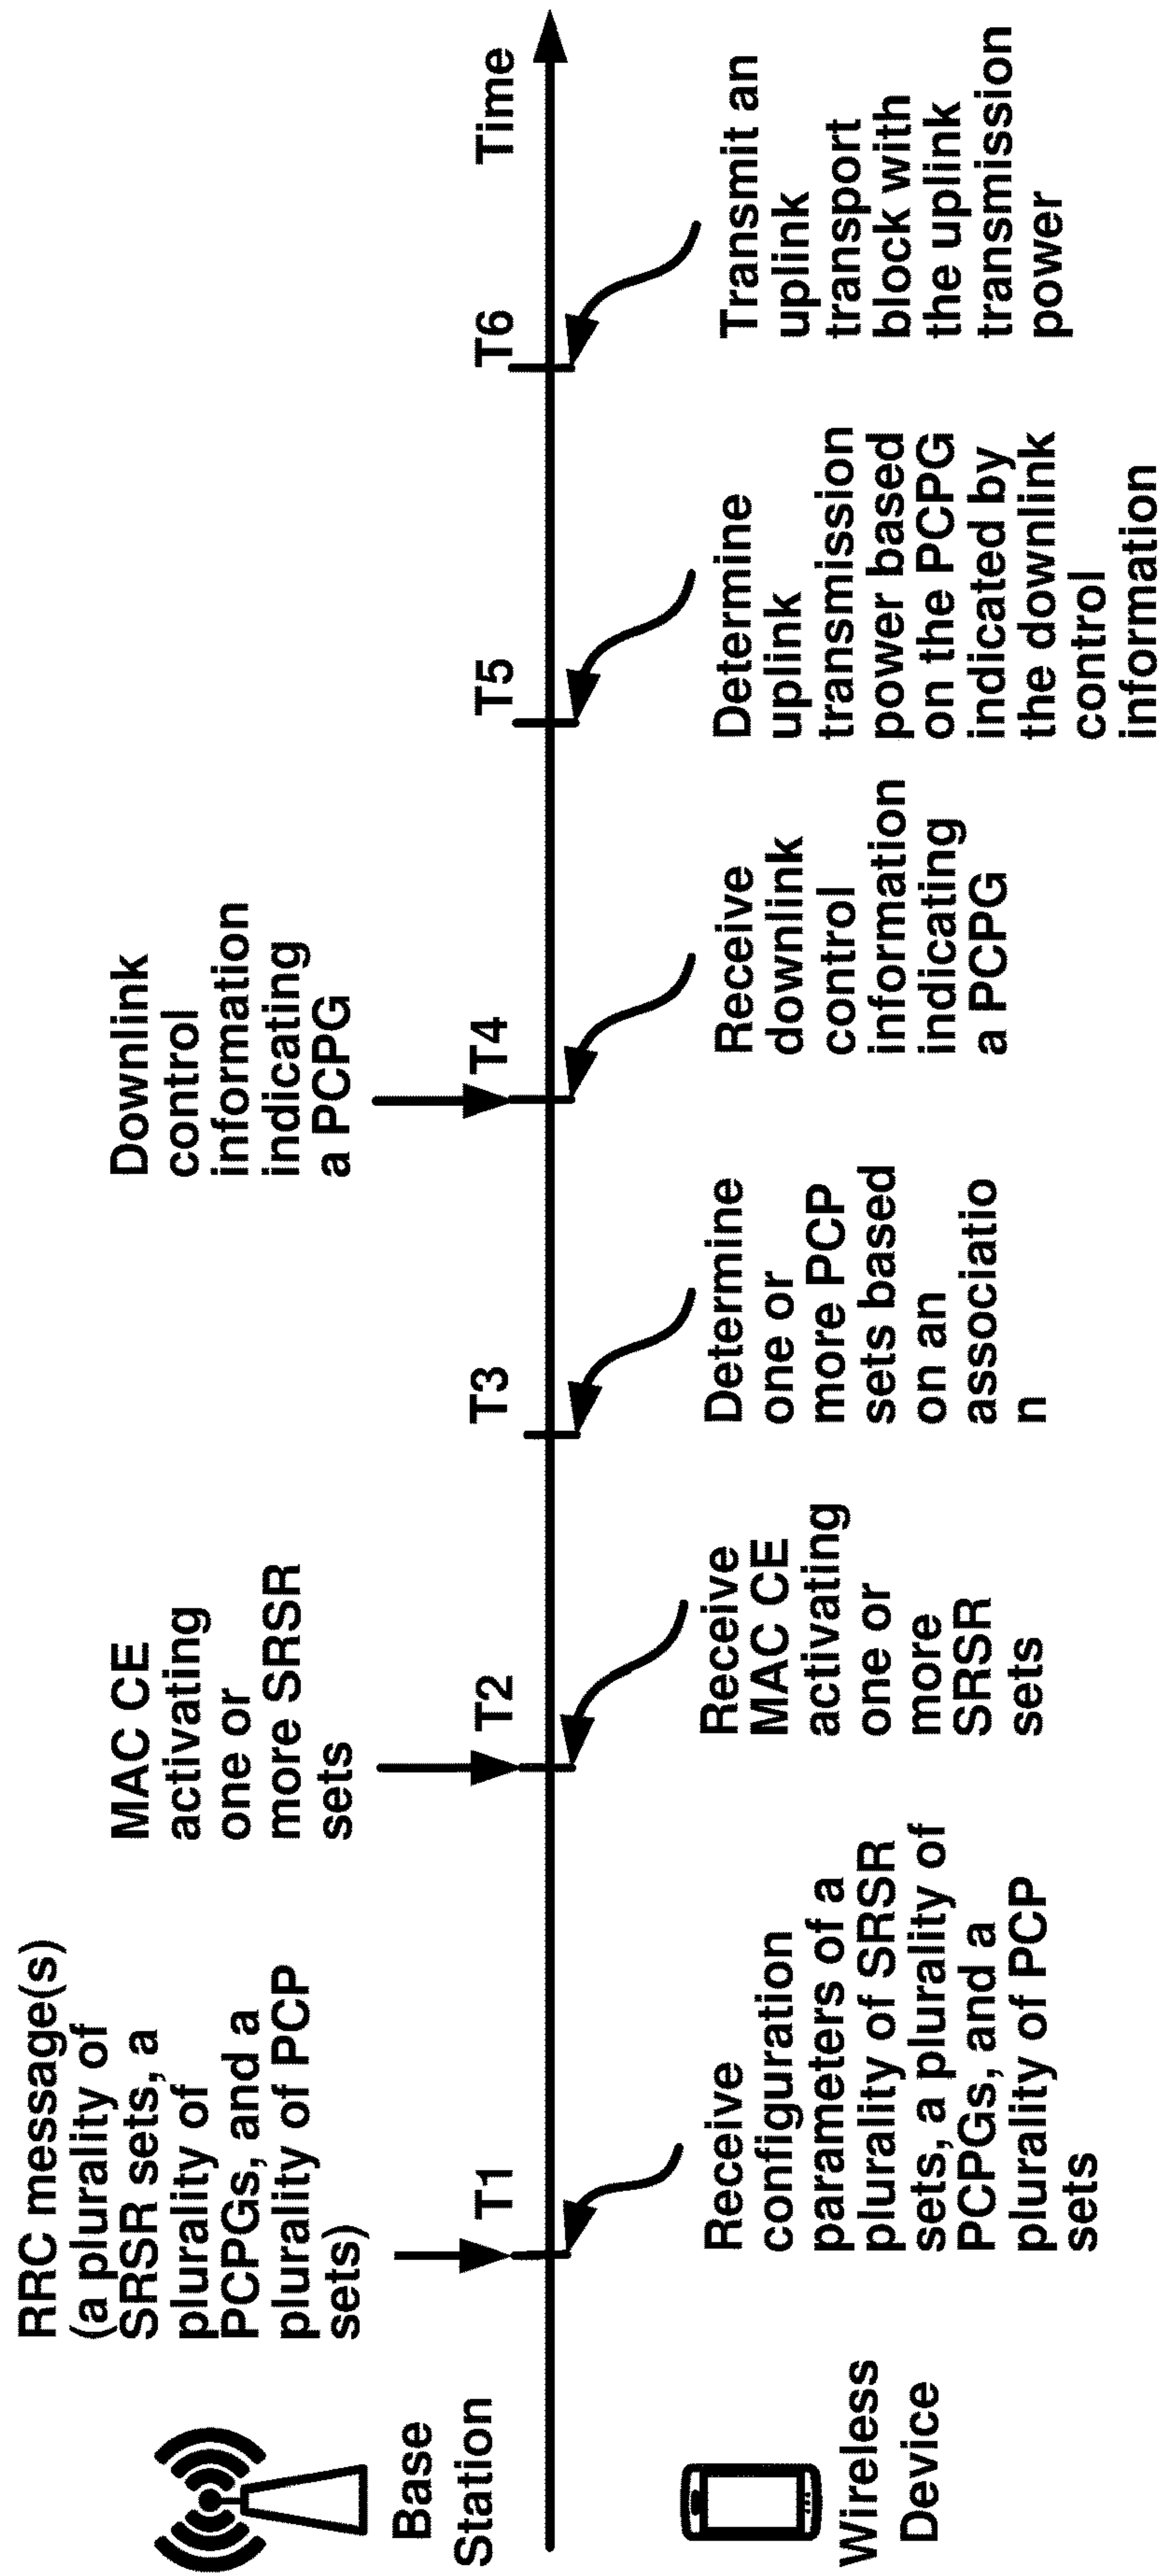 Base
Station
RRC message(s)
(a plurality of
SRSR sets, a
plurality of
PCPGs, and a
plurality of PCP
sets)
MAC CE
activating
one or
more SRSR
sets
Downlink
control
information
indicating
a PCPG
T1
T2
T3
T4
T5
T6
Time
Wireless
Device
Receive
configuration
parameters of a
plurality of SRSR
sets, a plurality of
PCPGs, and a
plurality of PCP
sets
Receive
MAC CE
activating
one or
more
SRSR
sets
Determine
one or
more PCP
sets based
on an
associatio
n
Receive
downlink
control
information
indicating
a PCPG
Determine
uplink
transmission
power based
on the PCPG
indicated by
the downlink
control
information
Transmit an
uplink
transport
block with
the uplink
transmission
power